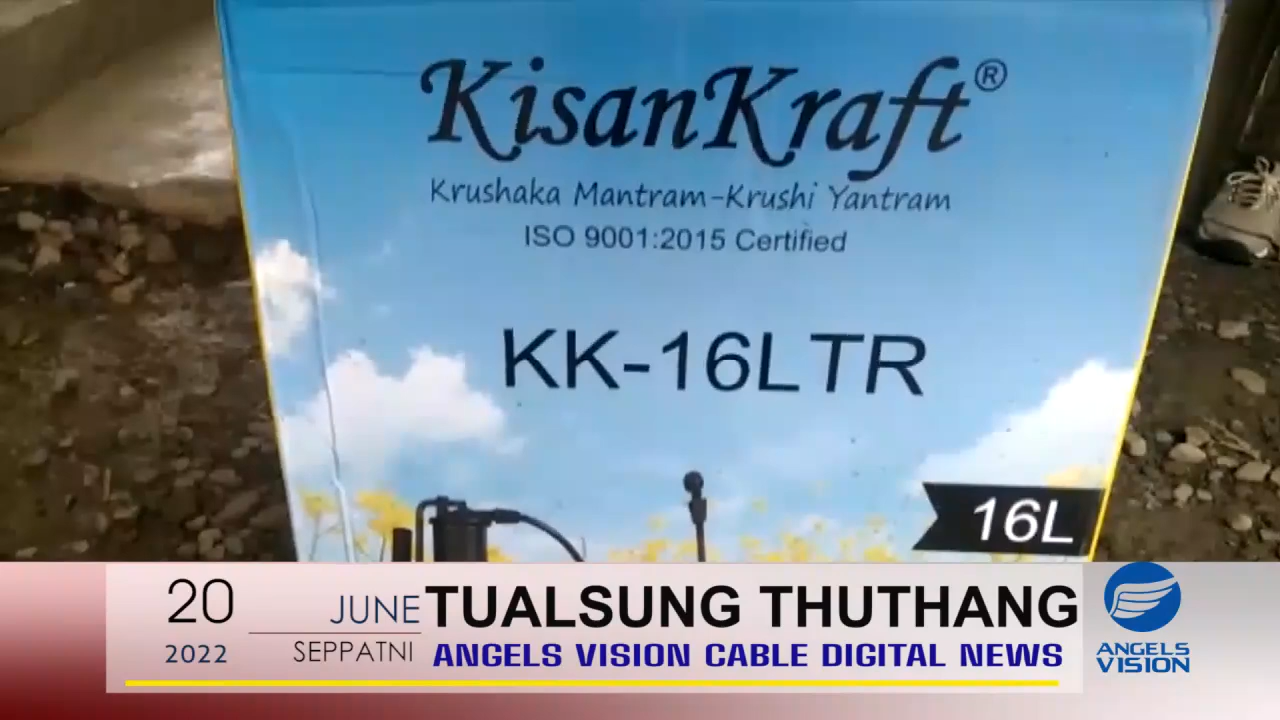 KisanKraft®
Krushaka Mantram-Krushi Yantram
ISO 9001:2015 Certified
KK-16LTR
16L
20 JUNE
2022 SEPPATNI
TUALSUNG THUTHANG
ANGELS VISION CABLE DIGITAL NEWS
ANGELS
VISION